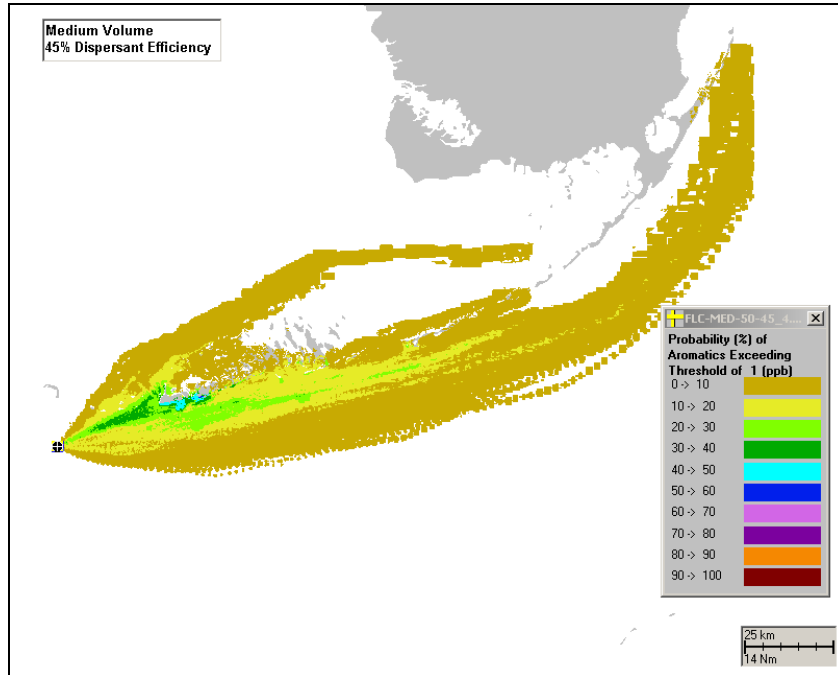 Medium Volume
45% Dispersant Efficiency
FLC-MED-50-45_4....
Probability (%) of
Aromatics Exceeding
Threshold of 1 (ppb)
0 -> 10
10 -> 20
20 -> 30
30 -> 40
40 -> 50
50 -> 60
60 -> 70
70 -> 80
80 -> 90
90 -> 100
25 km
14 Nm